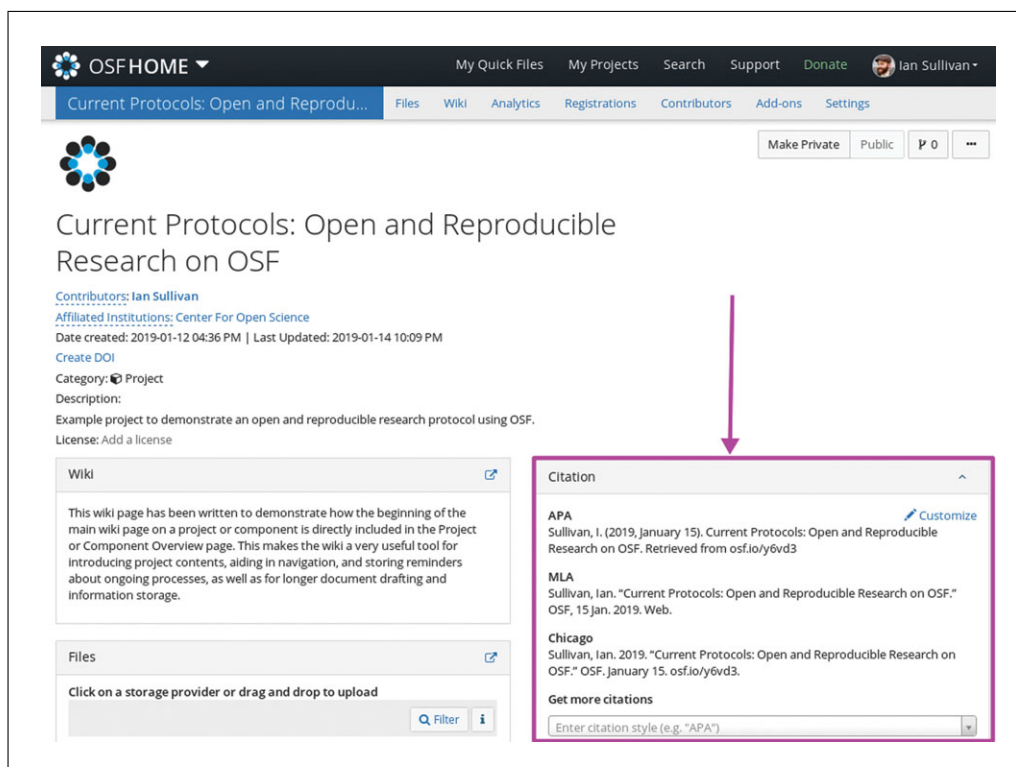 OSFHOME
My Quick Files My Projects Search Support Donate Ian Sullivan
Current Protocols: Open and Reprodu... Files Wiki Analytics Registrations Contributors Add-ons Settings
Make Private Public 0 ...
Current Protocols: Open and Reproducible
Research on OSF
Contributors: Ian Sullivan
Affiliated Institutions: Center For Open Science
Date created: 2019-01-12 04:36 PM | Last Updated: 2019-01-14 10:09 PM
Create DOI
Category: Project
Description:
Example project to demonstrate an open and reproducible research protocol using OSF.
License: Add a license
Wiki
This wiki page has been written to demonstrate how the beginning of the
main wiki page on a project or component is directly included in the Project
or Component Overview page. This makes the wiki a very useful tool for
introducing project contents, aiding in navigation, and storing reminders
about ongoing processes, as well as for longer document drafting and
information storage.
Files
Click on a storage provider or drag and drop to upload
Filter i
Citation
APA
Customize
Sullivan, I. (2019, January 15). Current Protocols: Open and Reproducible
Research on OSF. Retrieved from osf.io/y6vd3
MLA
Sullivan, Ian. “Current Protocols: Open and Reproducible Research on OSF.”
OSF, 15 Jan. 2019. Web.
Chicago
Sullivan, Ian. 2019. “Current Protocols: Open and Reproducible Research on
OSF.” OSF. January 15. osf.io/y6vd3.
Get more citations
Enter citation style (e.g. "APA")